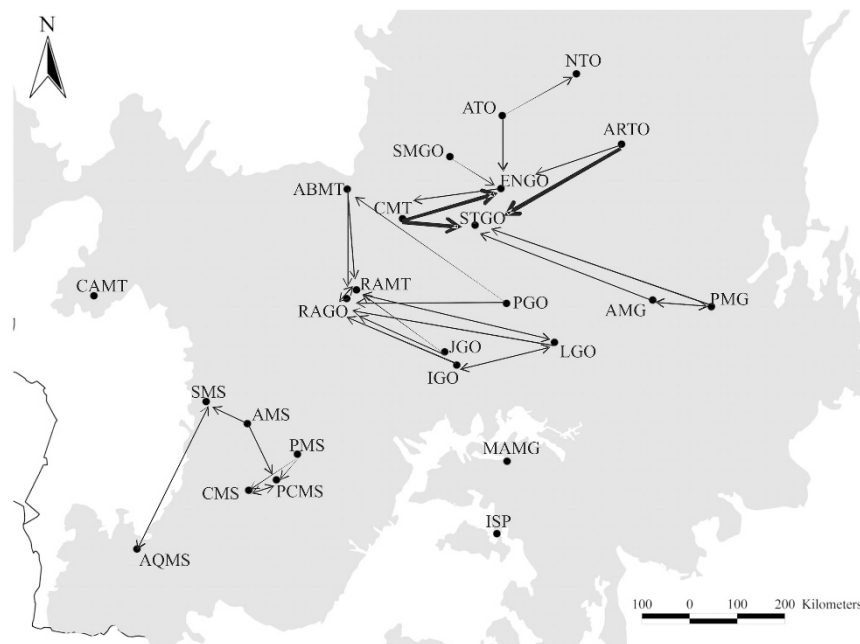 N
NTO
ATO
ARTO
SMGO
ENGO
ABMT
CMT
STGO
CAMT
RAMT
RAGO
PGO
AMG
PMG
JGO
LGO
IGO
SMS
AMS
PMS
MAMG
CMS
PCMS
ISP
AQMS
100 0 100 200 Kilometers